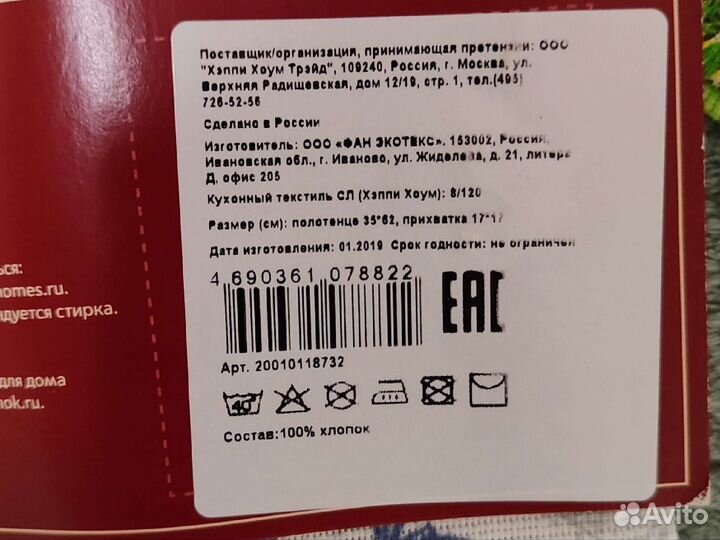 Поставщик/организация, принимающая претензии: ООО
"Хэппи Хоум Трэйд", 109240, Россия, г. Москва, ул.
Верхняя Радищевская, дом 12/19, стр. 1, тел.(495)
726-52-56
Сделано в России
Изготовитель: ООО «ФАН ЭКОТЕКС». 153002, Россия,
Ивановская обл., г. Иваново, ул. Жиделева, д. 21, литера
Д, офис 205
Кухонный текстиль СЛ (Хэппи Хоум): 8/120
Размер (см): полотенце 35*62, прихватка 17*17
Дата изготовления: 01.2019 Срок годности: не ограничен
4 690361 078822
EAC
Арт. 20010118732
40
Состав:100% хлопок
ься:
homes.ru.
ндуется стирка.
для дома
nok.ru.
Avito